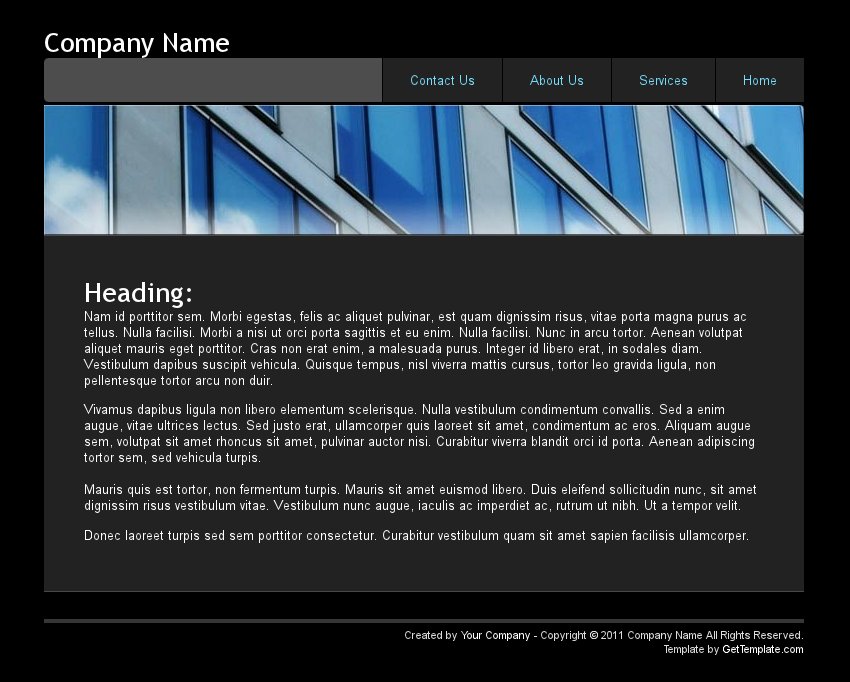 Company Name
Contact Us About Us Services Home
Heading:
Nam id porttitor sem. Morbi egestas, felis ac aliquet pulvinar, est quam dignissim risus, vitae porta magna purus ac
tellus. Nulla facilisi. Morbi a nisi ut orci porta sagittis et eu enim. Nulla facilisi. Nunc in arcu tortor. Aenean volutpat
aliquet mauris eget porttitor. Cras non erat enim, a malesuada purus. Integer id libero erat, in sodales diam.
Vestibulum dapibus suscipit vehicula. Quisque tempus, nisl viverra mattis cursus, tortor leo gravida ligula, non
pellentesque tortor arcu non duir.
Vivamus dapibus ligula non libero elementum scelerisque. Nulla vestibulum condimentum convallis. Sed a enim
augue, vitae ultrices lectus. Sed justo erat, ullamcorper quis laoreet sit amet, condimentum ac eros. Aliquam augue
sem, volutpat sit amet rhoncus sit amet, pulvinar auctor nisi. Curabitur viverra blandit orci id porta. Aenean adipiscing
tortor sem, sed vehicula turpis.
Mauris quis est tortor, non fermentum turpis. Mauris sit amet euismod libero. Duis eleifend sollicitudin nunc, sit amet
dignissim risus vestibulum vitae. Vestibulum nunc augue, iaculis ac imperdiet ac, rutrum ut nibh. Ut a tempor velit.
Donec laoreet turpis sed sem porttitor consectetur. Curabitur vestibulum quam sit amet sapien facilisis ullamcorper.
Created by Your Company - Copyright © 2011 Company Name All Rights Reserved.
Template by GetTemplate.com